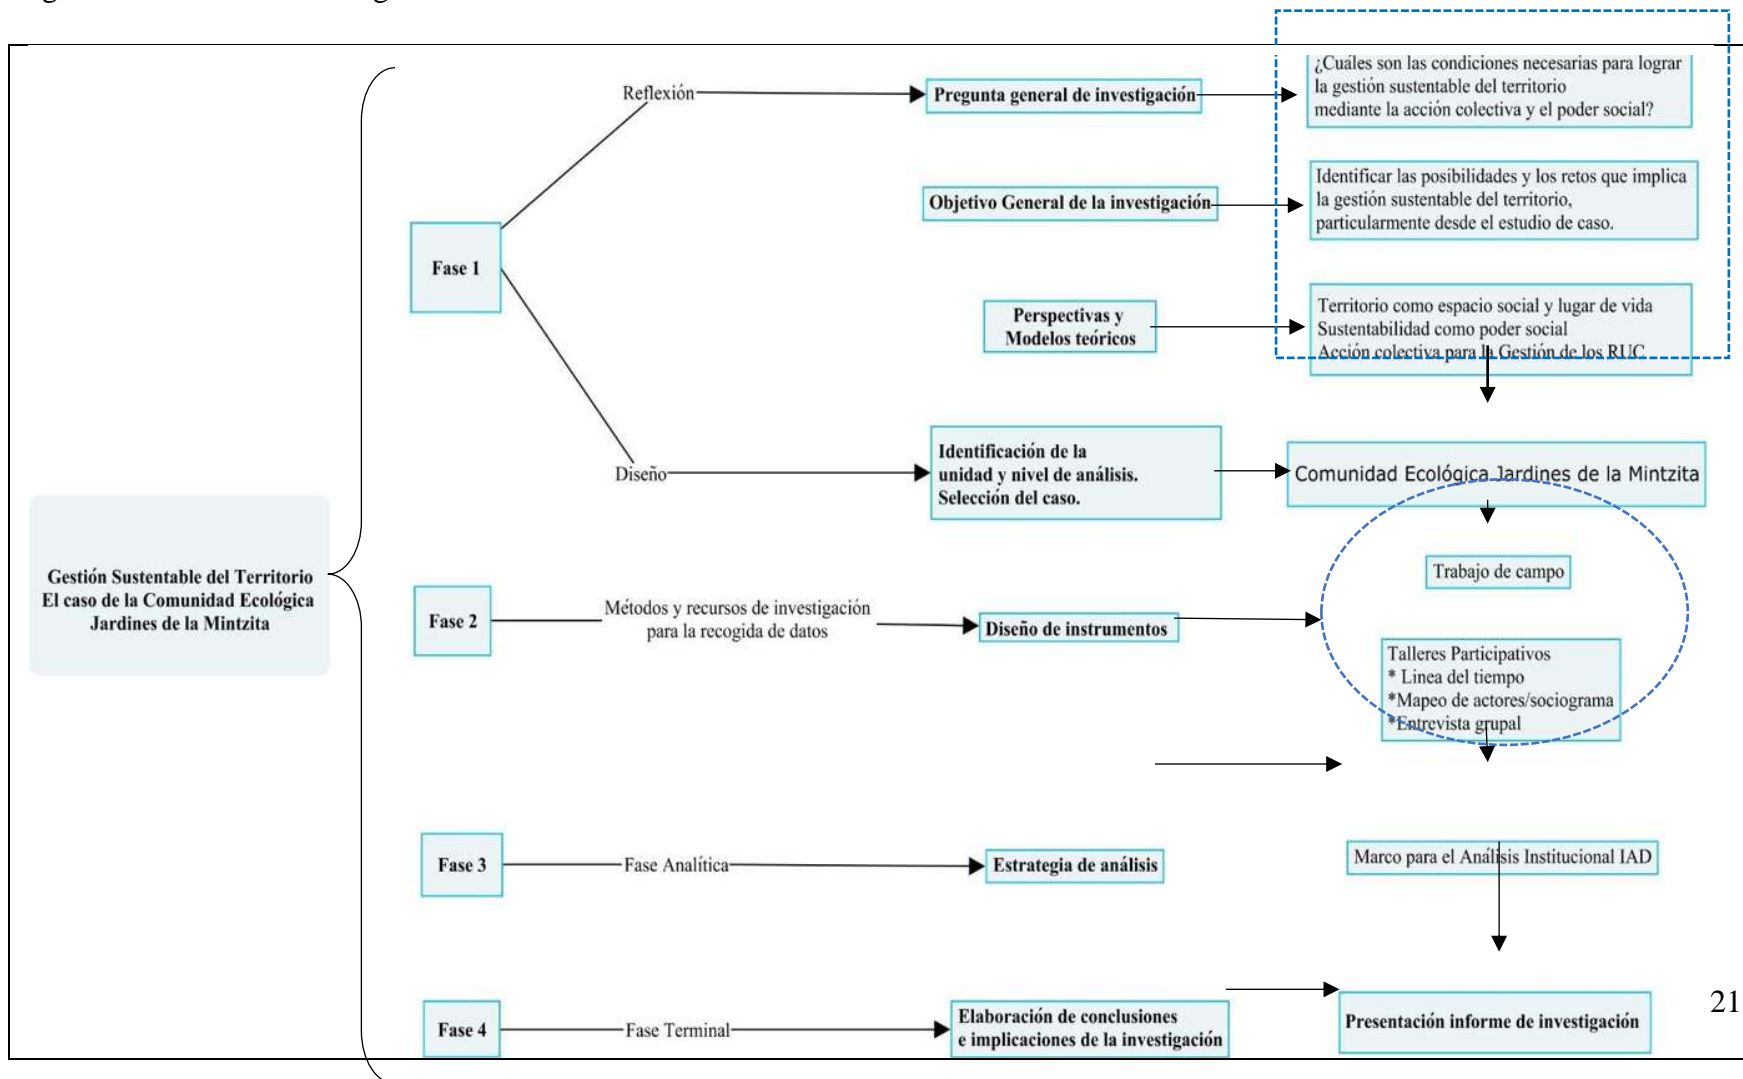 ¿Cuáles son las condiciones necesarias para lograr
la gestión sustentable del territorio
mediante la acción colectiva y el poder social?
Reflexión
Pregunta general de investigación
Identificar las posibilidades y los retos que implica
la gestión sustentable del territorio,
particularmente desde el estudio de caso.
Objetivo General de la investigación
Fase 1
Perspectivas y
Modelos teóricos
Territorio como espacio social y lugar de vida
Sustentabilidad como poder social
Acción colectiva para la Gestión de los RUC
Diseño
Identificación de la
unidad y nivel de análisis.
Selección del caso.
Comunidad Ecológica Jardines de la Mintzita
Gestión Sustentable del Territorio
El caso de la Comunidad Ecológica
Jardines de la Mintzita
Fase 2
Métodos y recursos de investigación
para la recogida de datos
Diseño de instrumentos
Trabajo de campo
Talleres Participativos
* Linea del tiempo
*Mapeo de actores/sociograma
*Entrevista grupal
Fase 3
Fase Analítica
Estrategia de análisis
Marco para el Análisis Institucional IAD
Fase 4
Fase Terminal
Elaboración de conclusiones
e implicaciones de la investigación
Presentación informe de investigación
21